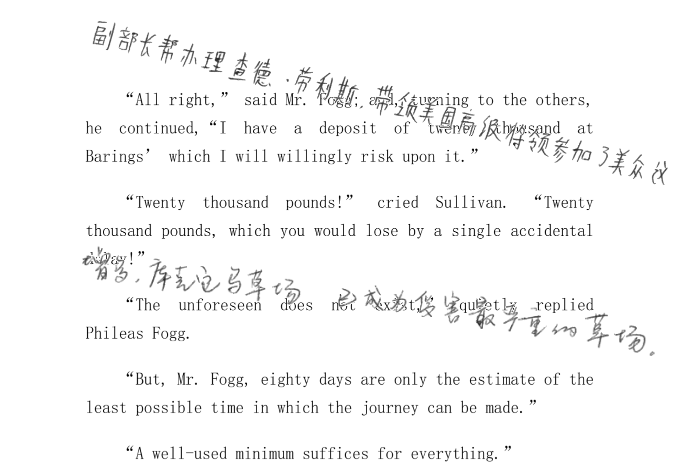 副部长帮办理查德·劳利斯.带领美国高级将领参加了美众议
“All right,” said Mr. Fogg; and, turning to the others,
he continued, “I have a deposit of twenty thousand at
Barings’ which I will willingly risk upon it.”
“Twenty thousand pounds!” cried Sullivan. “Twenty
thousand pounds, which you would lose by a single accidental
库克它乌草场 已成为侵害最严重的草场。
“The unforeseen does not exist,” quietly replied
Phileas Fogg.
“But, Mr. Fogg, eighty days are only the estimate of the
least possible time in which the journey can be made.”
“A well-used minimum suffices for everything.”